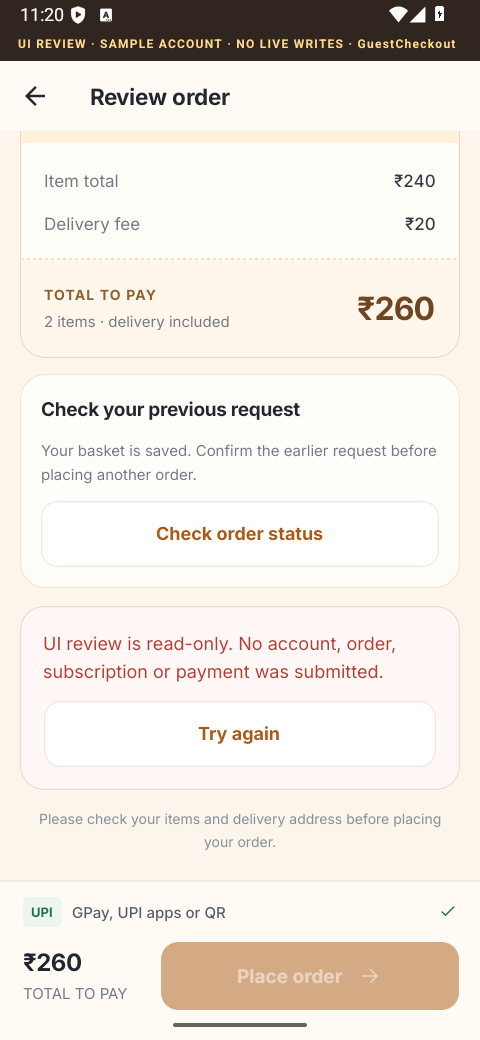 11:20
UI REVIEW · SAMPLE ACCOUNT · NO LIVE WRITES · GuestCheckout
Review order
Item total ₹240
Delivery fee ₹20
TOTAL TO PAY
2 items · delivery included
₹260
Check your previous request
Your basket is saved. Confirm the earlier request before
placing another order.
Check order status
UI review is read-only. No account, order,
subscription or payment was submitted.
Try again
Please check your items and delivery address before placing
your order.
UPI GPay, UPI apps or QR
₹260
TOTAL TO PAY
Place order